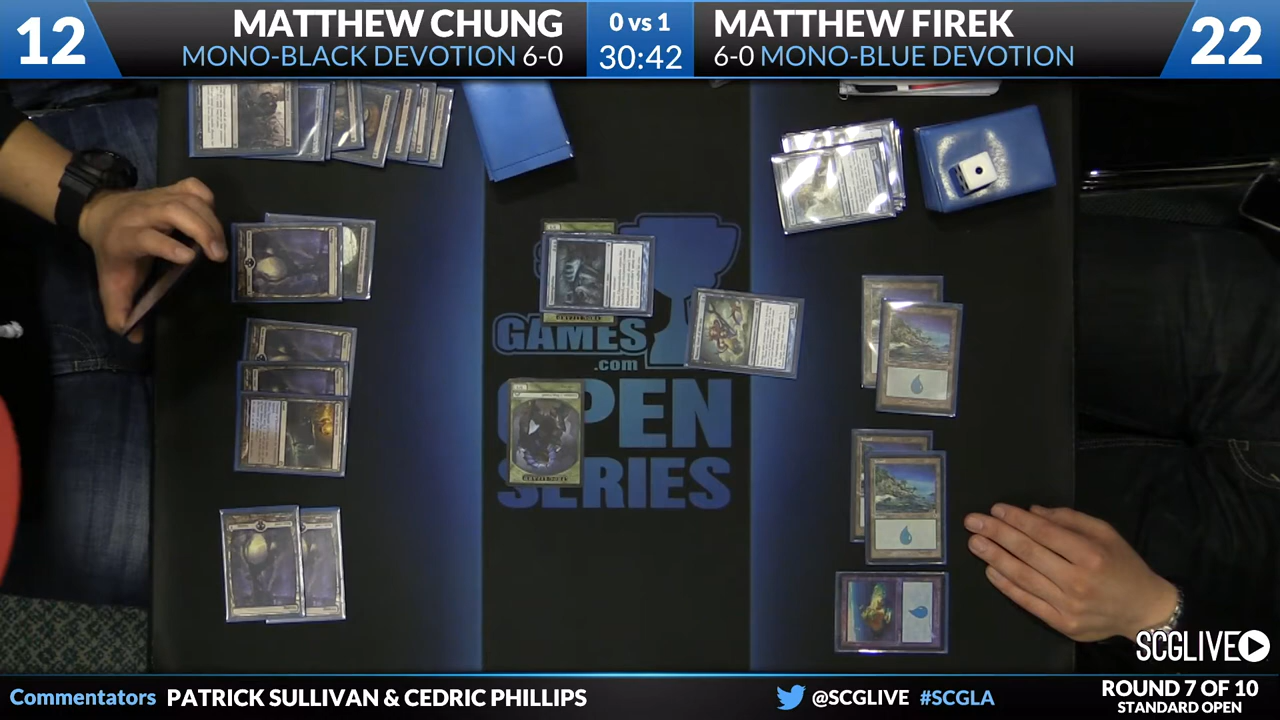 12
MATTHEW CHUNG
MONO-BLACK DEVOTION 6-0
0 vs 1
30:42
MATTHEW FIREK
6-0 MONO-BLUE DEVOTION
22
GAMES
.com
OPEN
SERIES
SCGLIVE
Commentators PATRICK SULLIVAN & CEDRIC PHILLIPS
@SCGLIVE #SCGLA
ROUND 7 OF 10
STANDARD OPEN